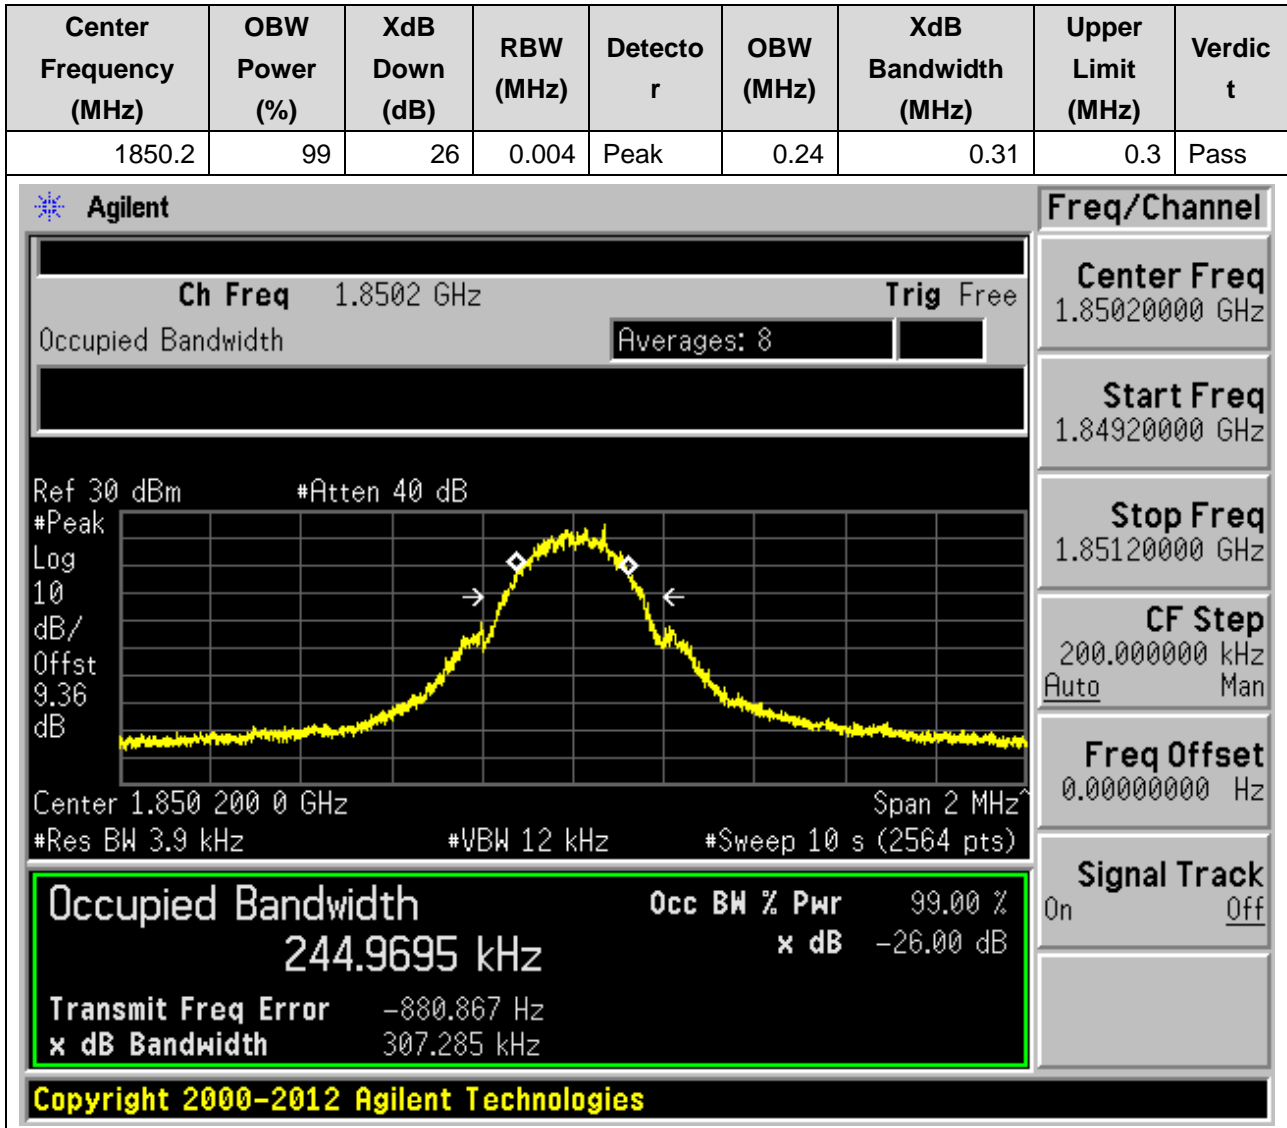 Center Frequency (MHz) OBW Power (%) XdB Down (dB) RBW (MHz) Detecto r OBW (MHz) XdB Bandwidth (MHz) Upper Limit (MHz) Verdic t
1850.2 99 26 0.004 Peak 0.24 0.31 0.3 Pass
Agilent
Freq/Channel
Ch Freq 1.8502 GHz Trig Free
Occupied Bandwidth Averages: 8
Ref 30 dBm #Atten 40 dB
#Peak
Log
10
dB/
Offst
9.36
dB
Center 1.850 200 0 GHz Span 2 MHz^
#Res BW 3.9 kHz #VBW 12 kHz #Sweep 10 s (2564 pts)
Occupied Bandwidth Occ BW % Pwr 99.00 %
244.9695 kHz x dB -26.00 dB
Transmit Freq Error -880.867 Hz
x dB Bandwidth 307.285 kHz
Center Freq
1.85020000 GHz
Start Freq
1.84920000 GHz
Stop Freq
1.85120000 GHz
CF Step
200.000000 kHz
Auto Man
Freq Offset
0.00000000 Hz
Signal Track
On Off
Copyright 2000-2012 Agilent Technologies